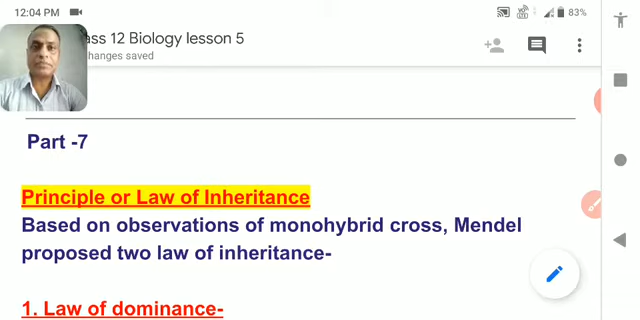 12:04 PM
83%
ass 12 Biology lesson 5
hanges saved
Part -7
Principle or Law of Inheritance
Based on observations of monohybrid cross, Mendel
proposed two law of inheritance-
1. Law of dominance-